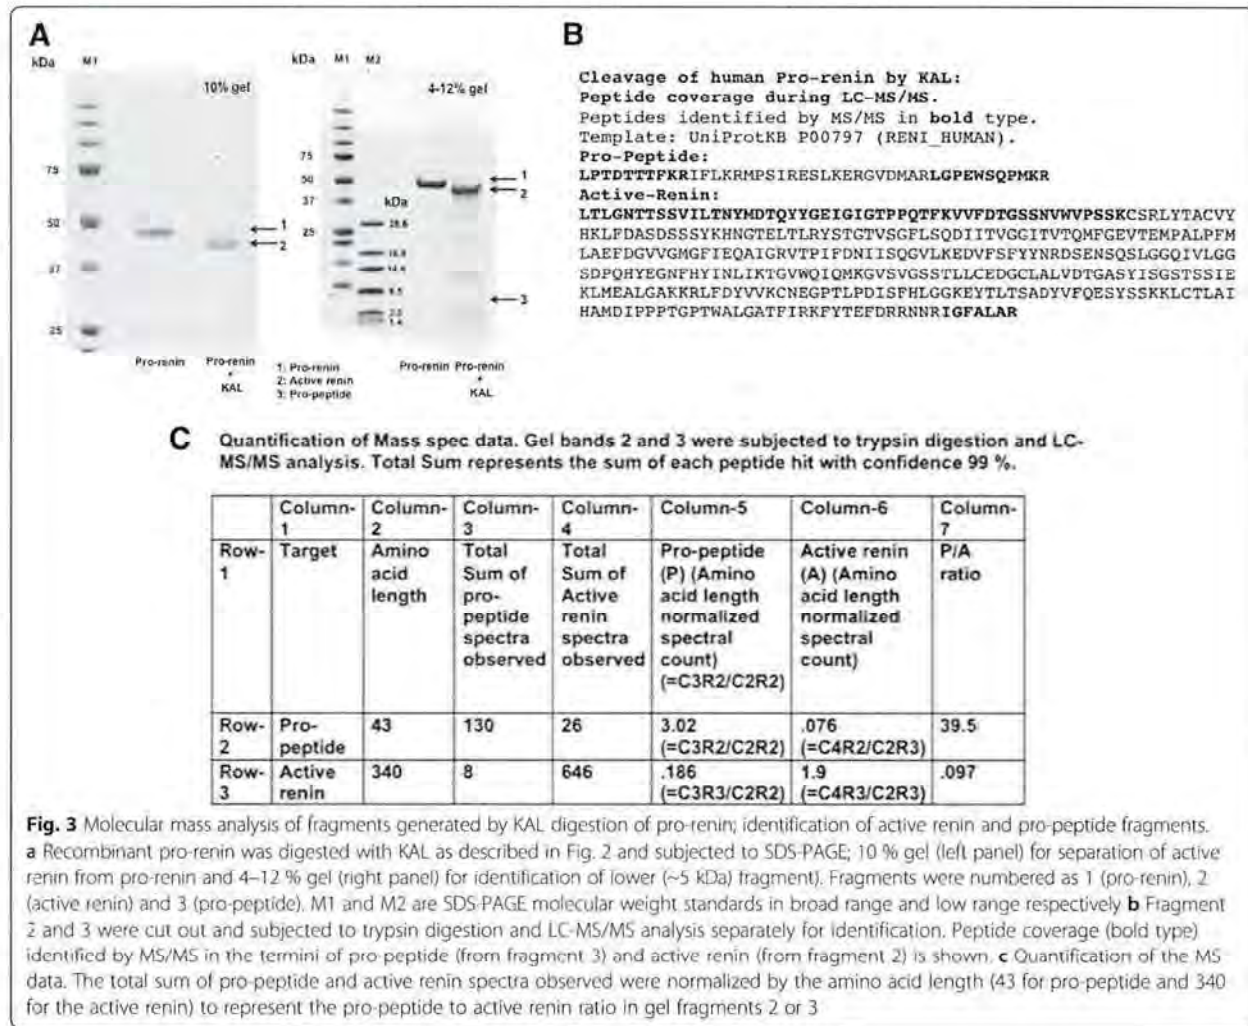 A
B
kDa
M1
10% gel
75
50
37
25
1
2
Pro-renin
Pro-renin
+
KAL
kDa
M1
M2
4-12% gel
75
50
37
25
kDa
1
2
3
1: Pro-renin
2: Active renin
3: Pro-peptide
Pro-renin
Pro-renin
+
KAL
Cleavage of human Pro-renin by KAL:
Peptide coverage during LC-MS/MS.
Peptides identified by MS/MS in bold type.
Template: UniProtKB P00797 (RENI_HUMAN).
Pro-Peptide:
LPTDTTTFKRIFLKRMPSIRESLKERGVDMARLGPEWSQPMKR
Active-Renin:
LTLGNTTSSVILTNYMDTQYYGEIGIGTPPQTFKVVFDTGSSNVWVPSSKCSRLYTACVY
HKLFDASDSSSYKHNGTELTLRYSTGTVSGFLSQDIITVGGITVTQMFGEVTEMPALPFM
LAEFDGVVGMGFIEQAIGRVTPIFDNIISQGVLKEDVFSFYYNRDSENSQSLGGQIVLGG
SDPQHYEGNFHYINLIKTGVWQIQMKGVSVGSSTLLCEDGCLALVDTGASYISGSTSSIE
KLMEALGAKKRLFDYVVKCNEGPTLPDISFHLGGKEYTLTSADYVFQESYSSKKLCTLAI
HAMDIPPPTGPTWALGATFIRKFYTEFDRRNNRIGFALAR
C
Quantification of Mass spec data. Gel bands 2 and 3 were subjected to trypsin digestion and LC-
MS/MS analysis. Total Sum represents the sum of each peptide hit with confidence 99 %.
Column-1 Column-2 Column-3 Column-4 Column-5 Column-6 Column-7
Row-1 Target Amino acid length Total Sum of pro-peptide spectra observed Total Sum of Active renin spectra observed Pro-peptide (P) (Amino acid length normalized spectral count) (=C3R2/C2R2) Active renin (A) (Amino acid length normalized spectral count) P/A ratio
Row-2 Pro-peptide 43 130 26 3.02 (=C3R2/C2R2) .076 (=C4R2/C2R3) 39.5
Row-3 Active renin 340 8 646 .186 (=C3R3/C2R2) 1.9 (=C4R3/C2R3) .097
Fig. 3 Molecular mass analysis of fragments generated by KAL digestion of pro-renin; identification of active renin and pro-peptide fragments.
a Recombinant pro-renin was digested with KAL as described in Fig. 2 and subjected to SDS-PAGE; 10 % gel (left panel) for separation of active
renin from pro-renin and 4–12 % gel (right panel) for identification of lower (~5 kDa) fragment). Fragments were numbered as 1 (pro-renin), 2
(active renin) and 3 (pro-peptide). M1 and M2 are SDS-PAGE molecular weight standards in broad range and low range respectively b Fragment
2 and 3 were cut out and subjected to trypsin digestion and LC-MS/MS analysis separately for identification. Peptide coverage (bold type)
identified by MS/MS in the termini of pro-peptide (from fragment 3) and active renin (from fragment 2) is shown. c Quantification of the MS
data. The total sum of pro-peptide and active renin spectra observed were normalized by the amino acid length (43 for pro-peptide and 340
for the active renin) to represent the pro-peptide to active renin ratio in gel fragments 2 or 3